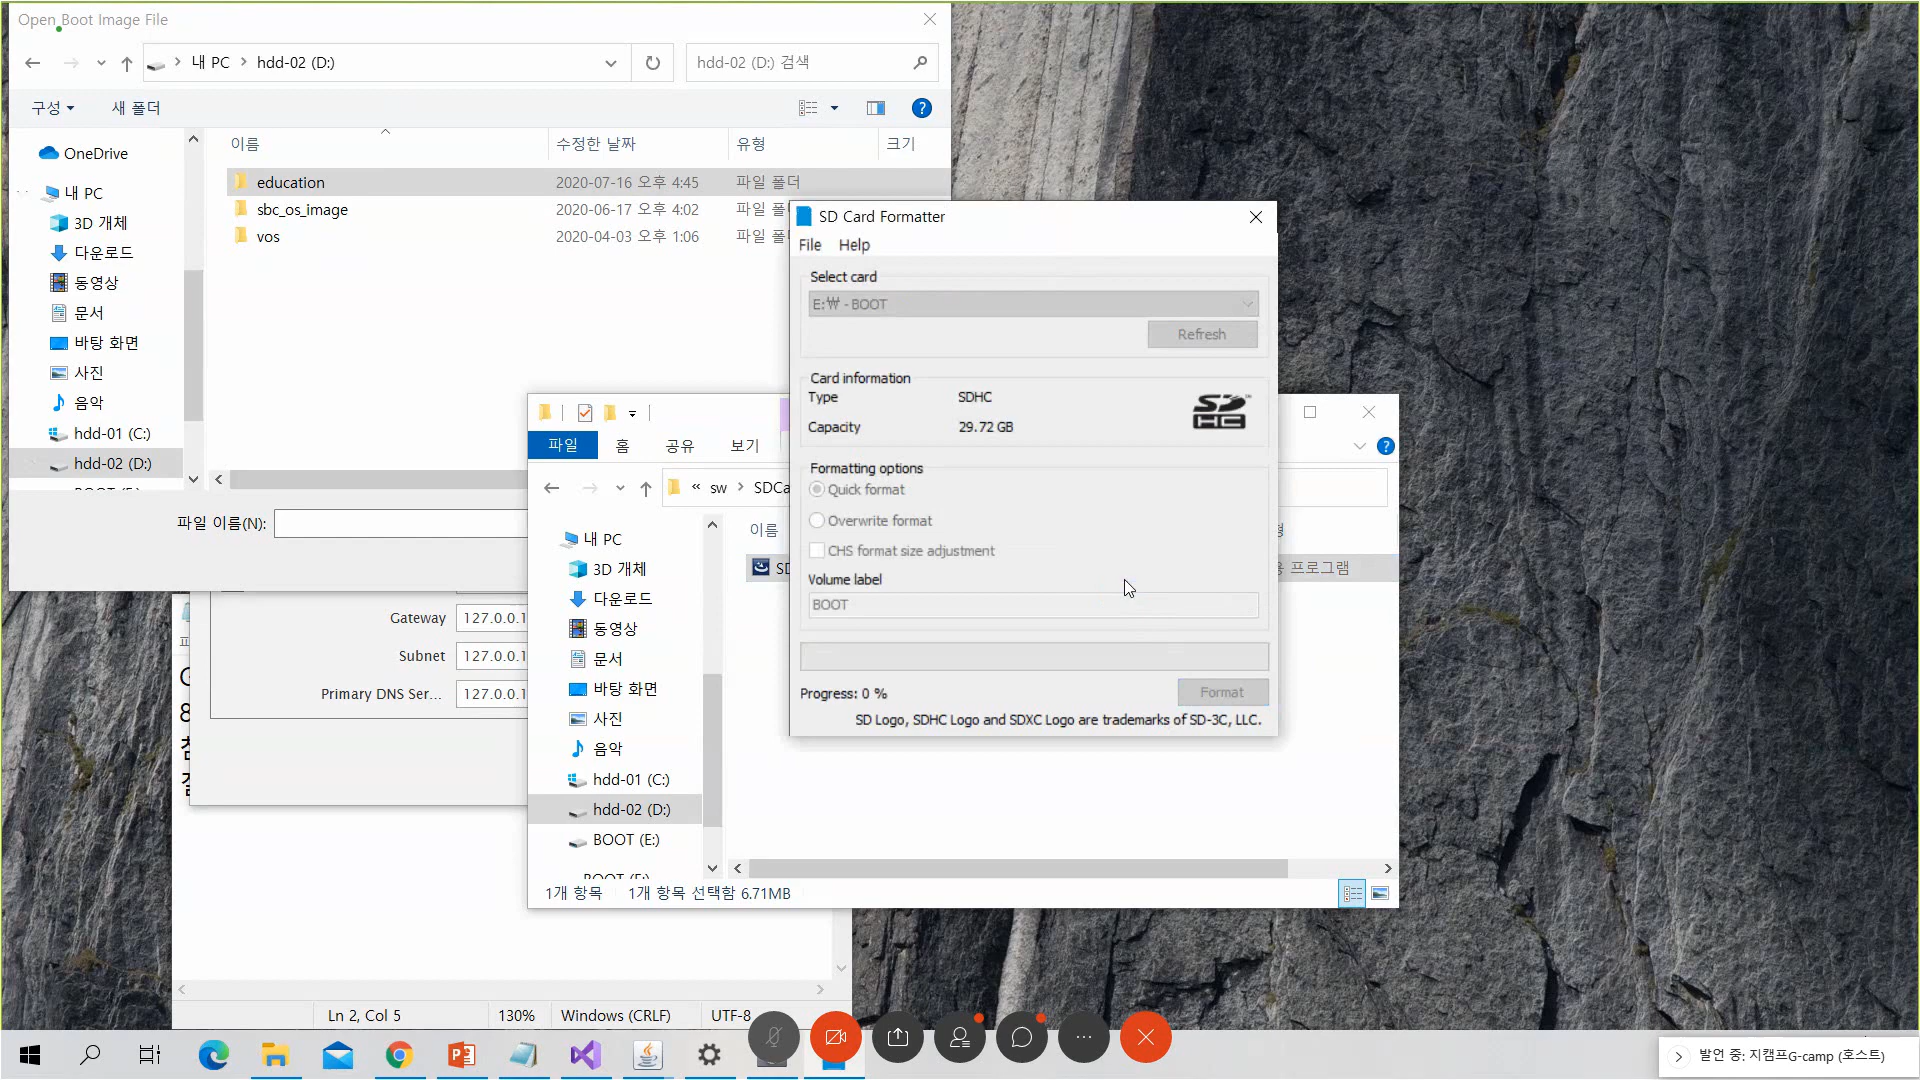 Open Boot Image File
내 PC
hdd-02 (D:)
hdd-02 (D:) 검색
구성
새 폴더
이름
수정한 날짜
유형
크기
OneDrive
내 PC
3D 개체
다운로드
동영상
문서
바탕 화면
사진
음악
hdd-01 (C:)
hdd-02 (D:)
education 2020-07-16 오후 4:45 파일 폴더
sbc_os_image 2020-06-17 오후 4:02 파일 폴
vos 2020-04-03 오후 1:06 파일 폴
파일 이름(N):
SD Card Formatter
File Help
Select card
E:₩ - BOOT
Refresh
Card information
Type SDHC
Capacity 29.72 GB
Formatting options
Quick format
Overwrite format
CHS format size adjustment
Volume label
BOOT
Progress: 0 %
Format
SD Logo, SDHC Logo and SDXC Logo are trademarks of SD-3C, LLC.
파일 홈 공유 보기
« sw > SDCa
이름
SD
프로그램
내 PC
3D 개체
다운로드
동영상
문서
바탕 화면
사진
음악
hdd-01 (C:)
hdd-02 (D:)
BOOT (E:)
1개 항목 1개 항목 선택함 6.71MB
Gateway 127.0.0.1
Subnet 127.0.0.1
Primary DNS Ser... 127.0.0.1
Ln 2, Col 5 130% Windows (CRLF) UTF-8
발언 중: 지캠프G-camp (호스트)